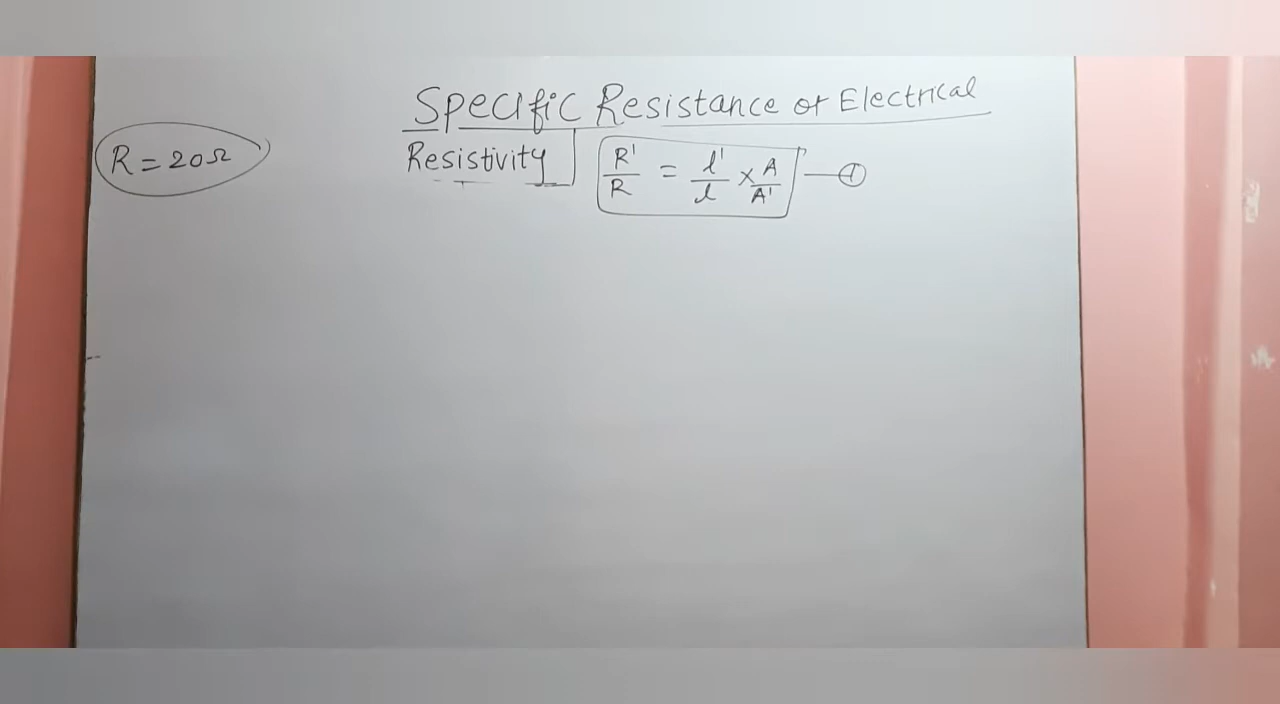 Specific Resistance or Electrical
Resistivity
R = 20Ω
R'/R = l'/l × A/A' — ①